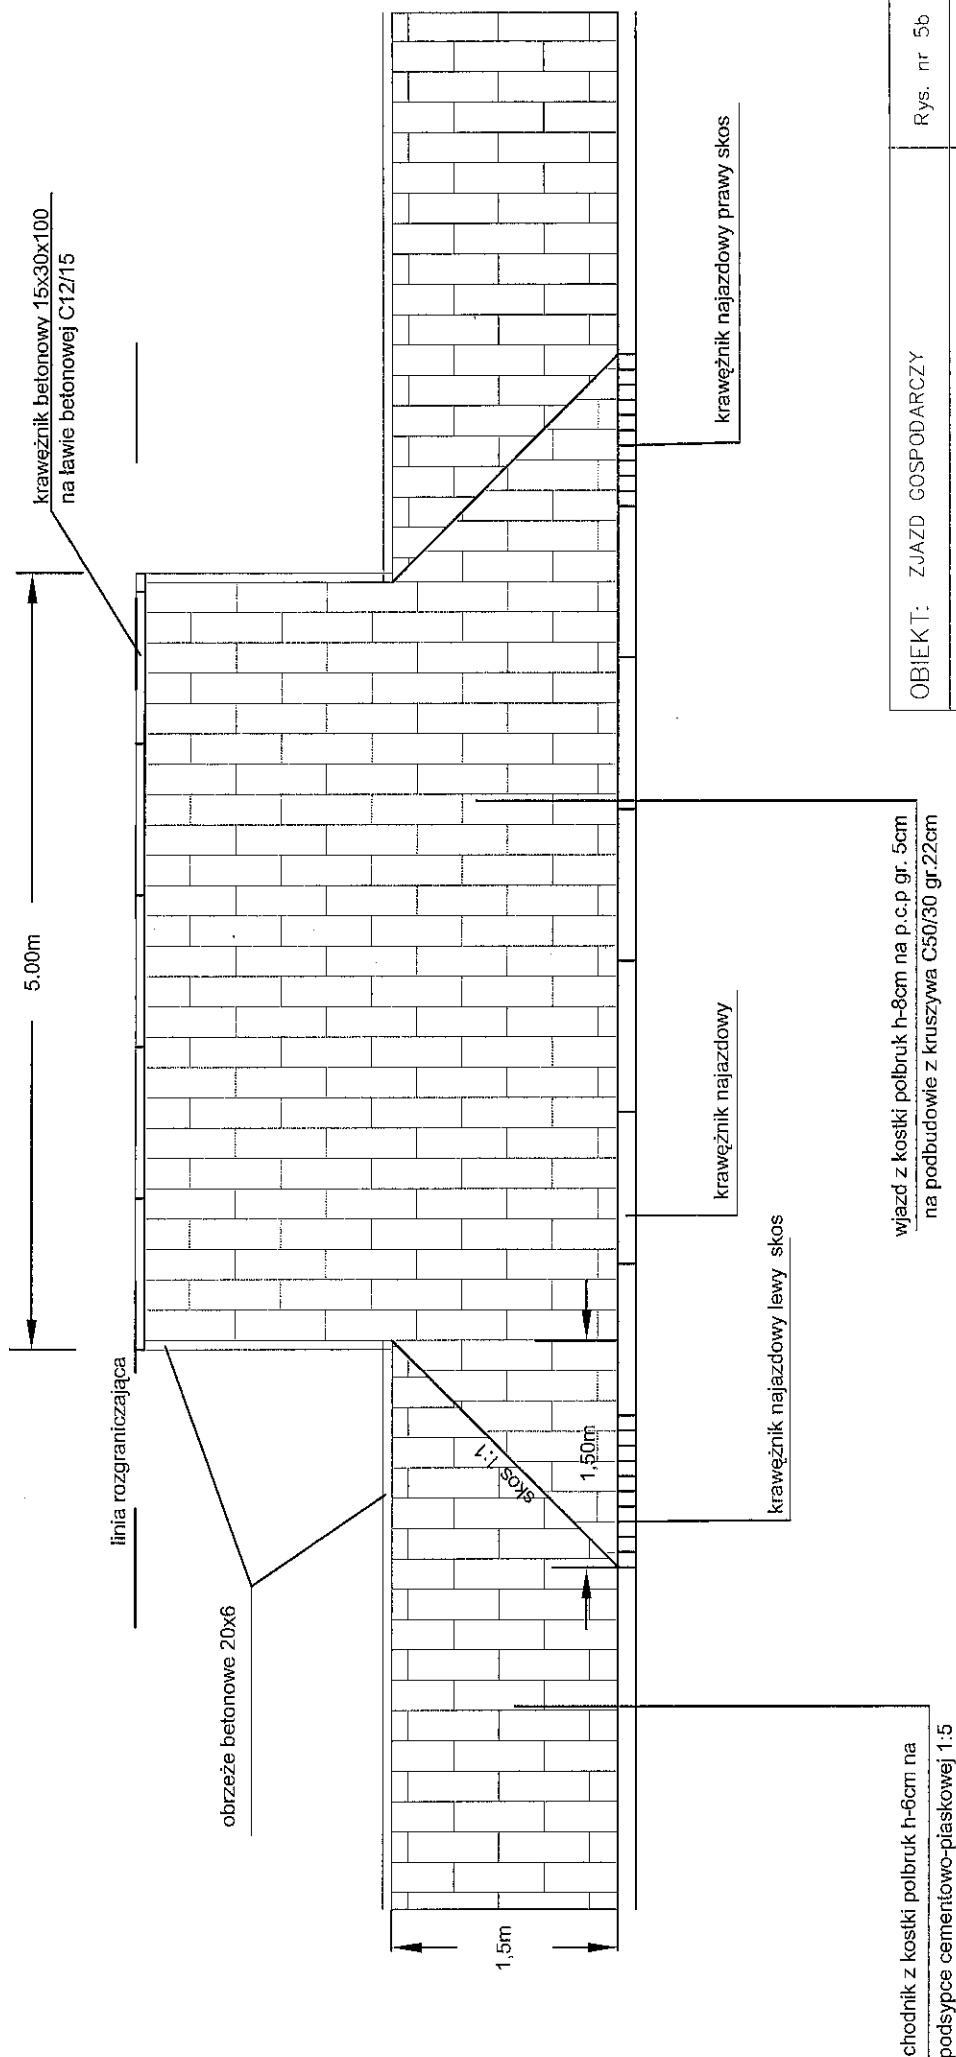 krawężnik betonowy 15x30x100
na ławie betonowej C12/15
5.00m
linia rozgraniczająca
obrzeże betonowe 20x6
skos 1:1
1,50m
1,5m
krawężnik najazdowy prawy skos
krawężnik najazdowy
krawężnik najazdowy lewy skos
wjazd z kostki polbruk h-8cm na p.c.p gr. 5cm
na podbudowie z kruszywa C50/30 gr.22cm
chodnik z kostki polbruk h-6cm na
podsypce cementowo-piaskowej 1:5
OBIEKT: ZJAZD GOSPODARCZY
Rys. nr 5b